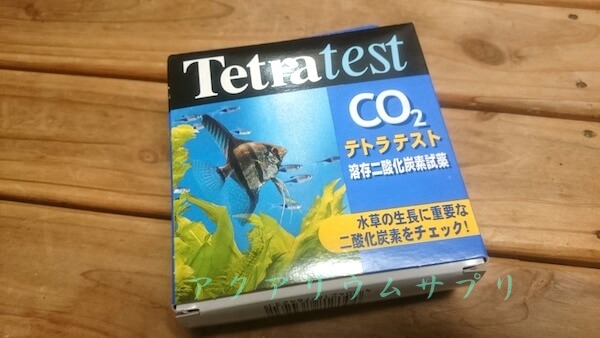 Tetratest
CO2
テトラテスト
溶存二酸化炭素試薬
水草の生長に重要な
二酸化炭素をチェック!
アクアリウムサプリ